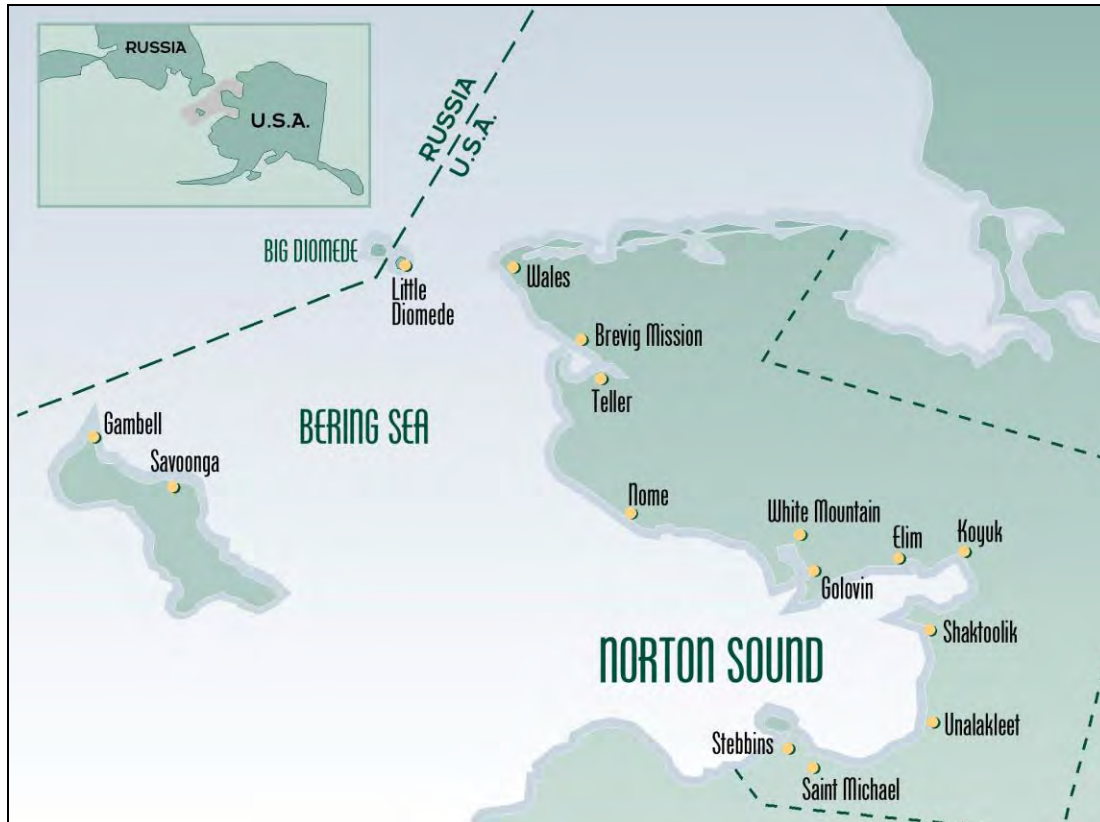 RUSSIA
U.S.A.
RUSSIA
U.S.A.
BIG DIOMEDE
Little
Diomede
Wales
Brevig Mission
Teller
BERING SEA
Gambell
Savoonga
Nome
White Mountain
Elim
Koyuk
Golovin
Shaktoolik
NORTON SOUND
Unalakleet
Stebbins
Saint Michael